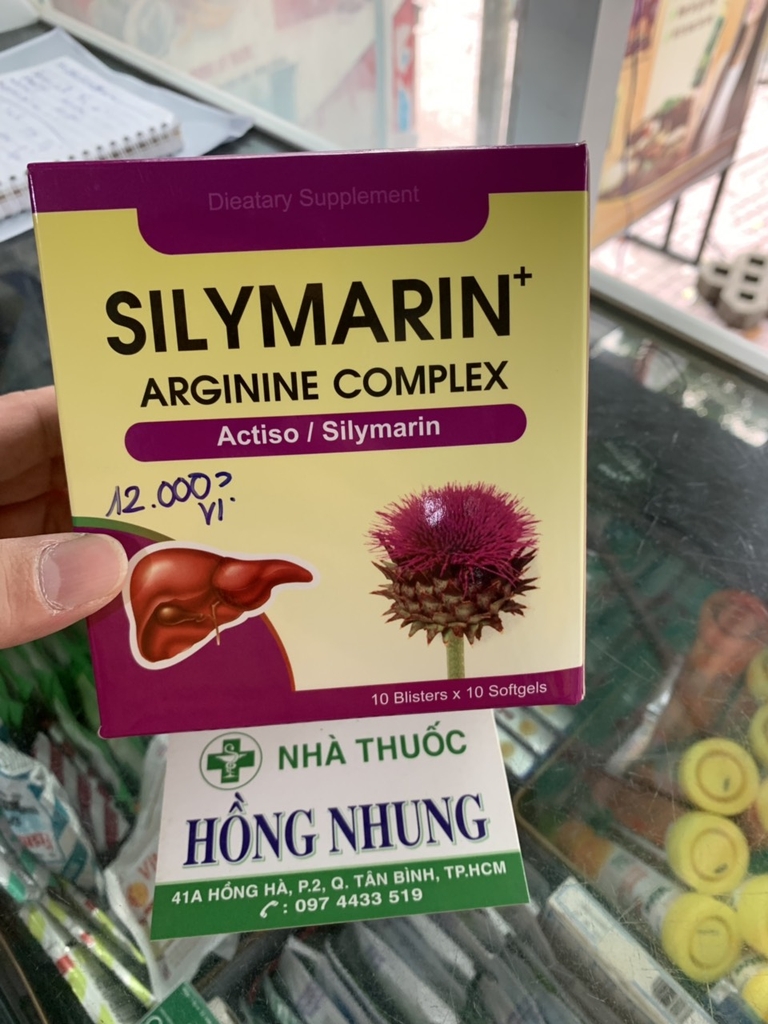 Dieatary Supplement
SILYMARIN+
ARGININE COMPLEX
Actiso / Silymarin
12.000đ
VỈ.
10 Blisters x 10 Softgels
NHÀ THUỐC
HỒNG NHUNG
41A HỒNG HÀ, P.2, Q. TÂN BÌNH, TP.HCM
: 097 4433 519